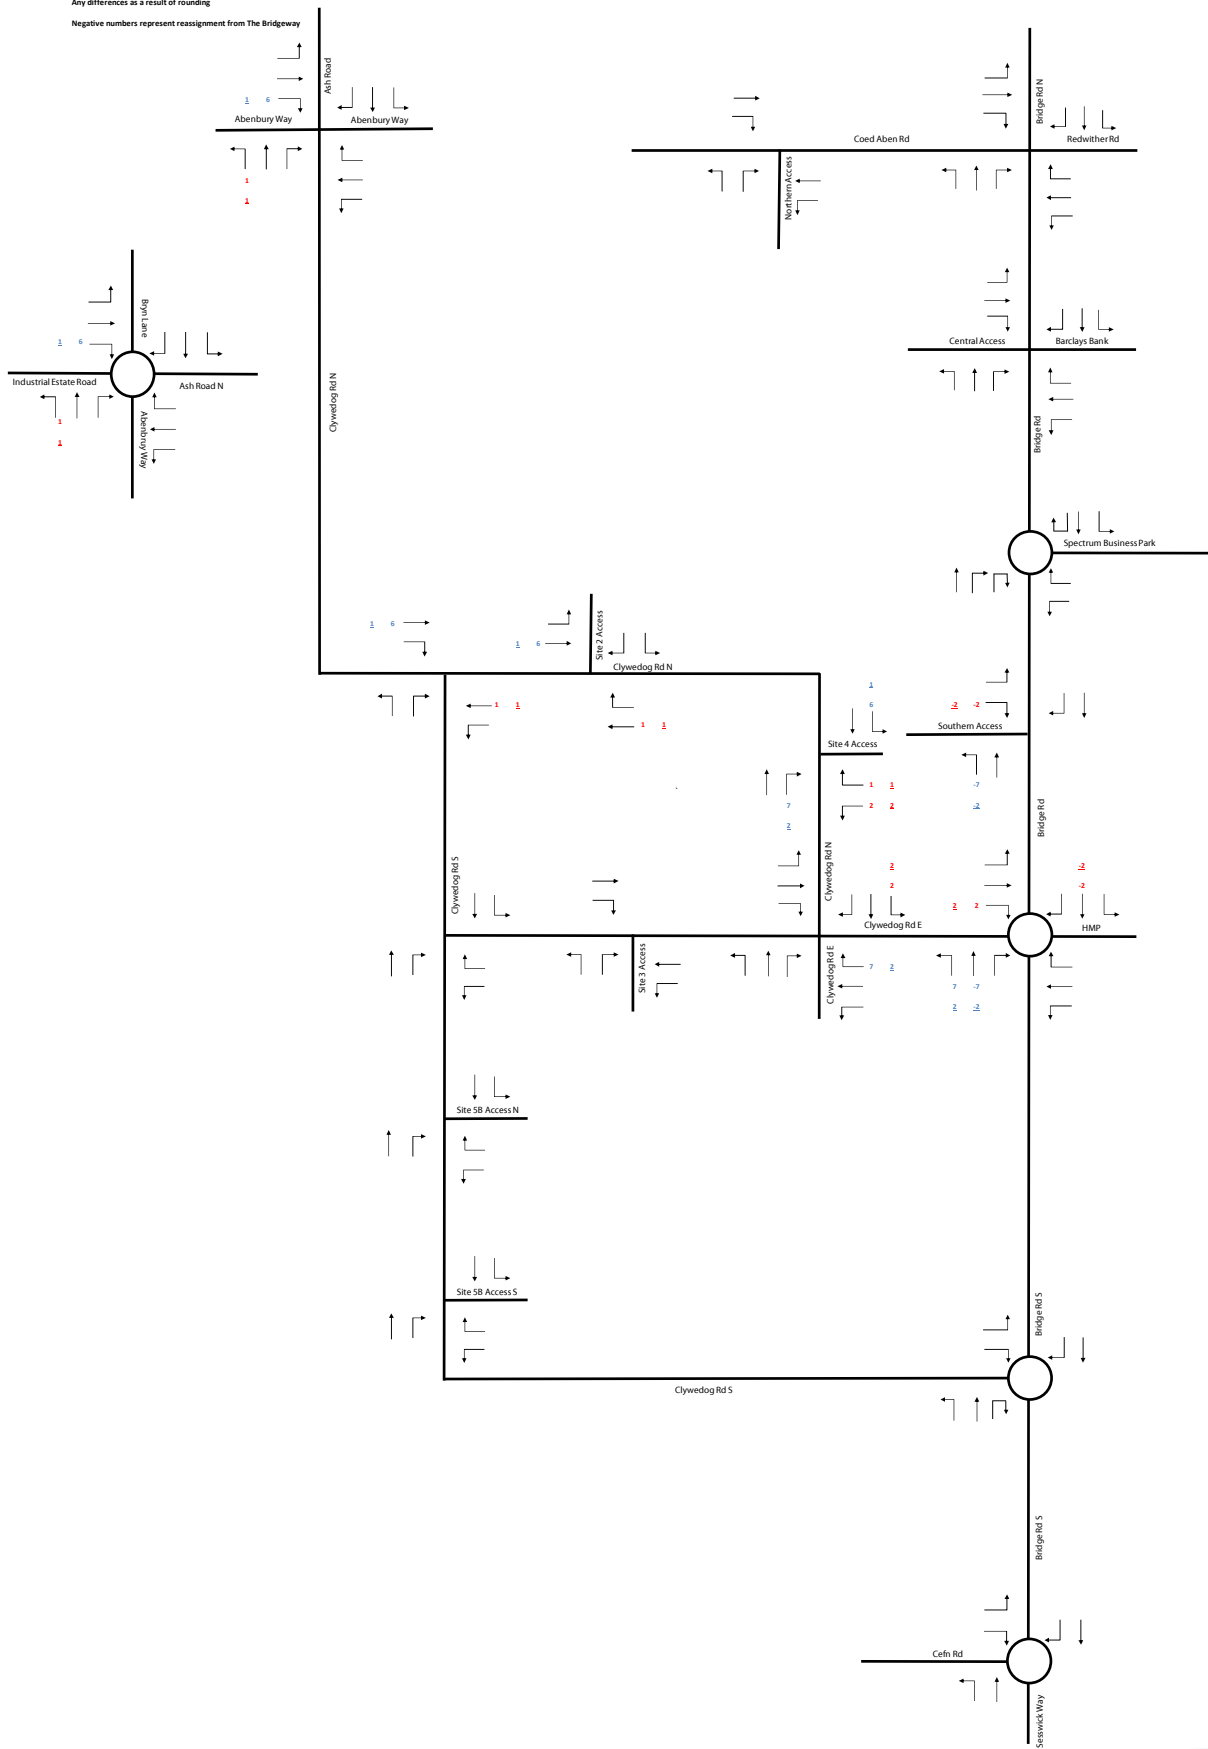 Any differences as a result of rounding
Negative numbers represent reassignment from The Bridgeway
Ash Road
Bridge Rd N
1 6
Abenbury Way
Abenbury Way
Coed Aben Rd
Redwither Rd
1
1
Northern Access
Bryn Lane
1 6
Central Access
Barclays Bank
Industrial Estate Road
Ash Road N
Clywedog Rd N
1
1
Abenbruy Way
Bridge Rd
Spectrum Business Park
1 6
1 6
Site 2 Access
Clywedog Rd N
1
6
-2 -2
1 1
1 1
Southern Access
Site 4 Access
1 1
-7
7
2 2
-2
2
Bridge Rd
Clywedog Rd S
Clywedog Rd N
2
2
-2
-2
2 2
Clywedog Rd E
HMP
Site 3 Access
Clywedog Rd E
7 2
7 -7
2 -2
Site 5B Access N
Site 5B Access S
Bridge Rd S
Clywedog Rd S
Bridge Rd S
Cefn Rd
Sesswick Way